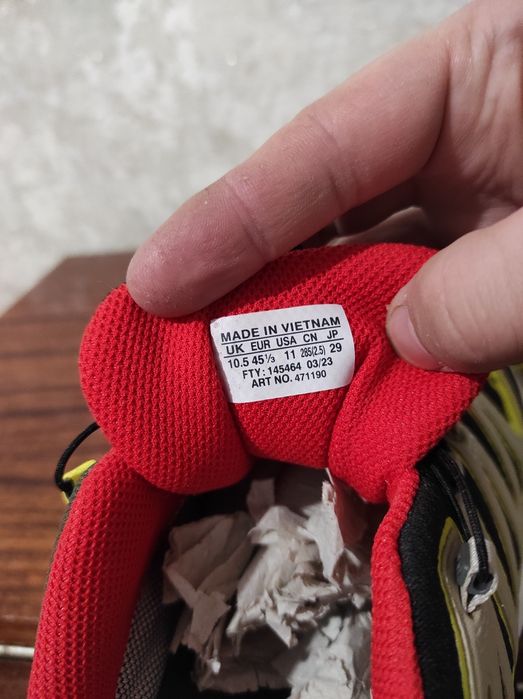 MADE IN VIETNAM
UK EUR USA CN JP
10.5 45⅓ 11 285(2.5) 29
FTY: 145464 03/23
ART NO. 471190